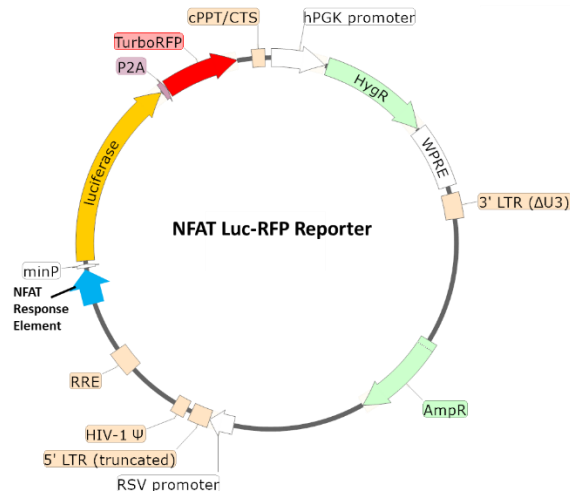 cPPT/CTS
hPGK promoter
TurboRFP
P2A
HygR
luciferase
WPRE
3' LTR (ΔU3)
NFAT Luc-RFP Reporter
minP
NFAT
Response
Element
RRE
AmpR
HIV-1 Ψ
5' LTR (truncated)
RSV promoter